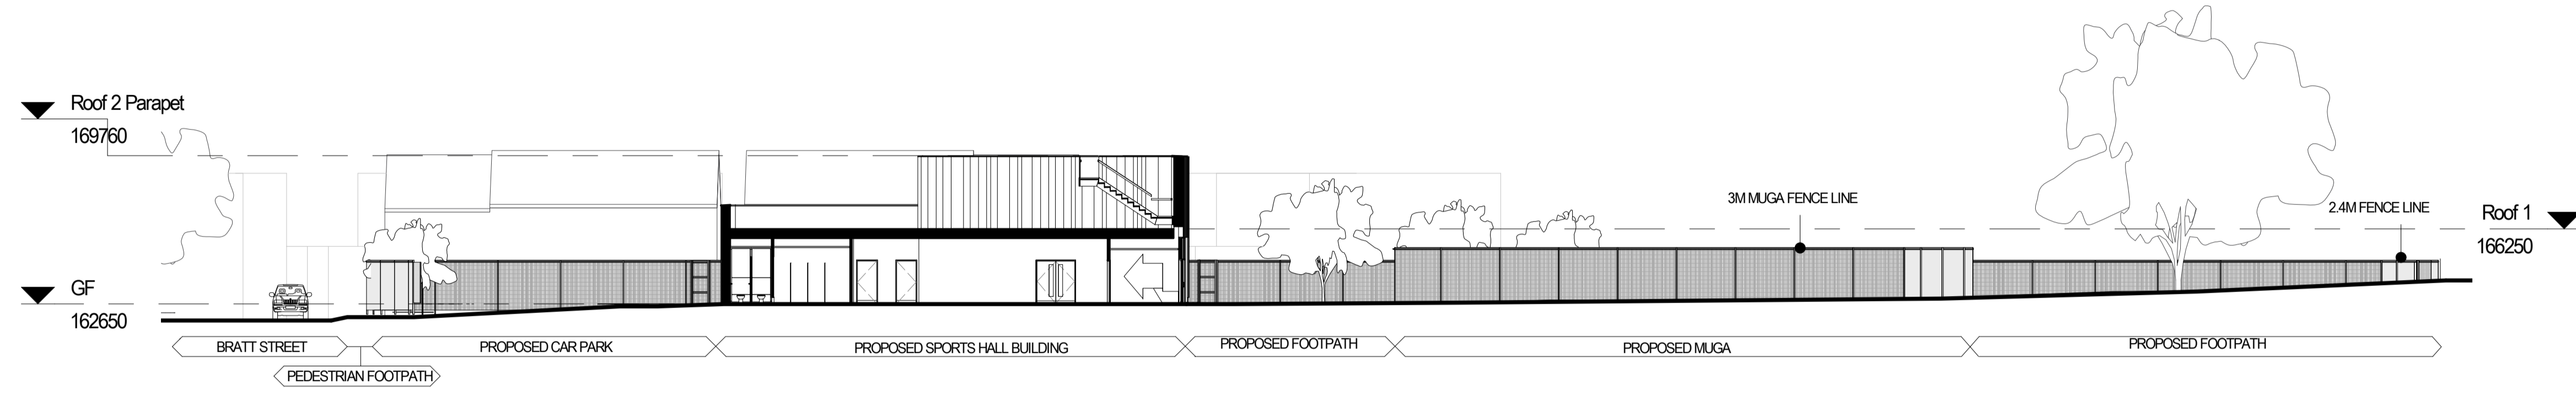 Roof 2 Parapet
169760
3M MUGA FENCE LINE
2.4M FENCE LINE
Roof 1
166250
GF
162650
BRATT STREET
PROPOSED CAR PARK
PROPOSED SPORTS HALL BUILDING
PROPOSED FOOTPATH
PROPOSED MUGA
PROPOSED FOOTPATH
PEDESTRIAN FOOTPATH